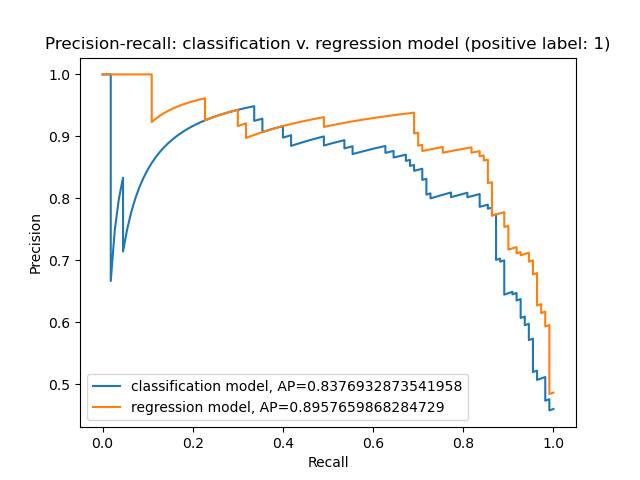 Precision-recall: classification v. regression model (positive label: 1)
1.0
0.9
0.8
0.7
0.6
0.5
Precision
classification model, AP=0.8376932873541958
regression model, AP=0.8957659868284729
0.0 0.2 0.4 0.6 0.8 1.0
Recall